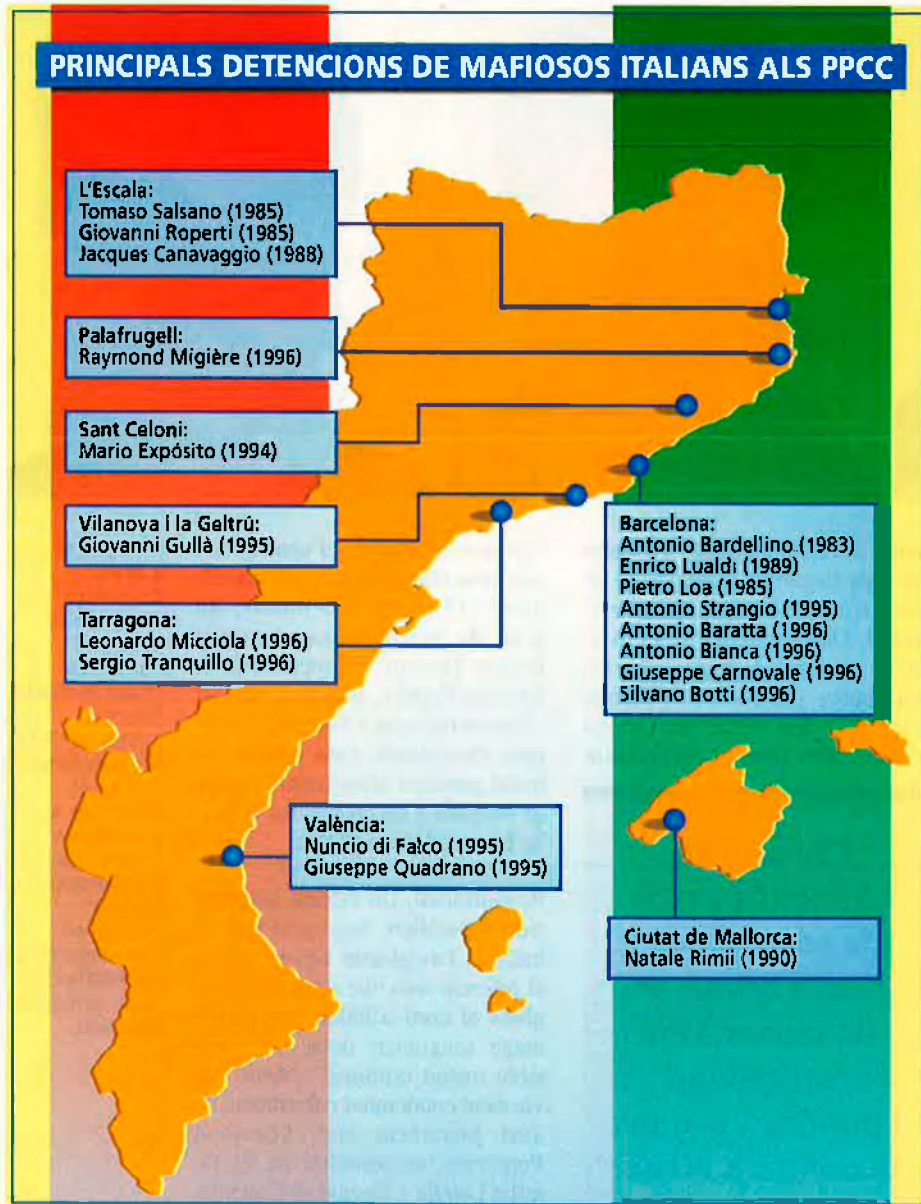 PRINCIPALS DETENCIONS DE MAFIOSOS ITALIANS ALS PPCC
L'Escala:
Tomaso Salsano (1985)
Giovanni Roperti (1985)
Jacques Canavaggio (1988)
Palafrugell:
Raymond Migière (1996)
Sant Celoni:
Mario Expósito (1994)
Vilanova i la Geltrú:
Giovanni Gullà (1995)
Tarragona:
Leonardo Micciola (1996)
Sergio Tranquillo (1996)
Barcelona:
Antonio Bardellino (1983)
Enrico Lualdi (1989)
Pietro Loa (1985)
Antonio Strangio (1995)
Antonio Baratta (1996)
Antonio Bianca (1996)
Giuseppe Carnovale (1996)
Silvano Botti (1996)
València:
Nuncio di Falco (1995)
Giuseppe Quadrano (1995)
Ciutat de Mallorca:
Natale Rimii (1990)